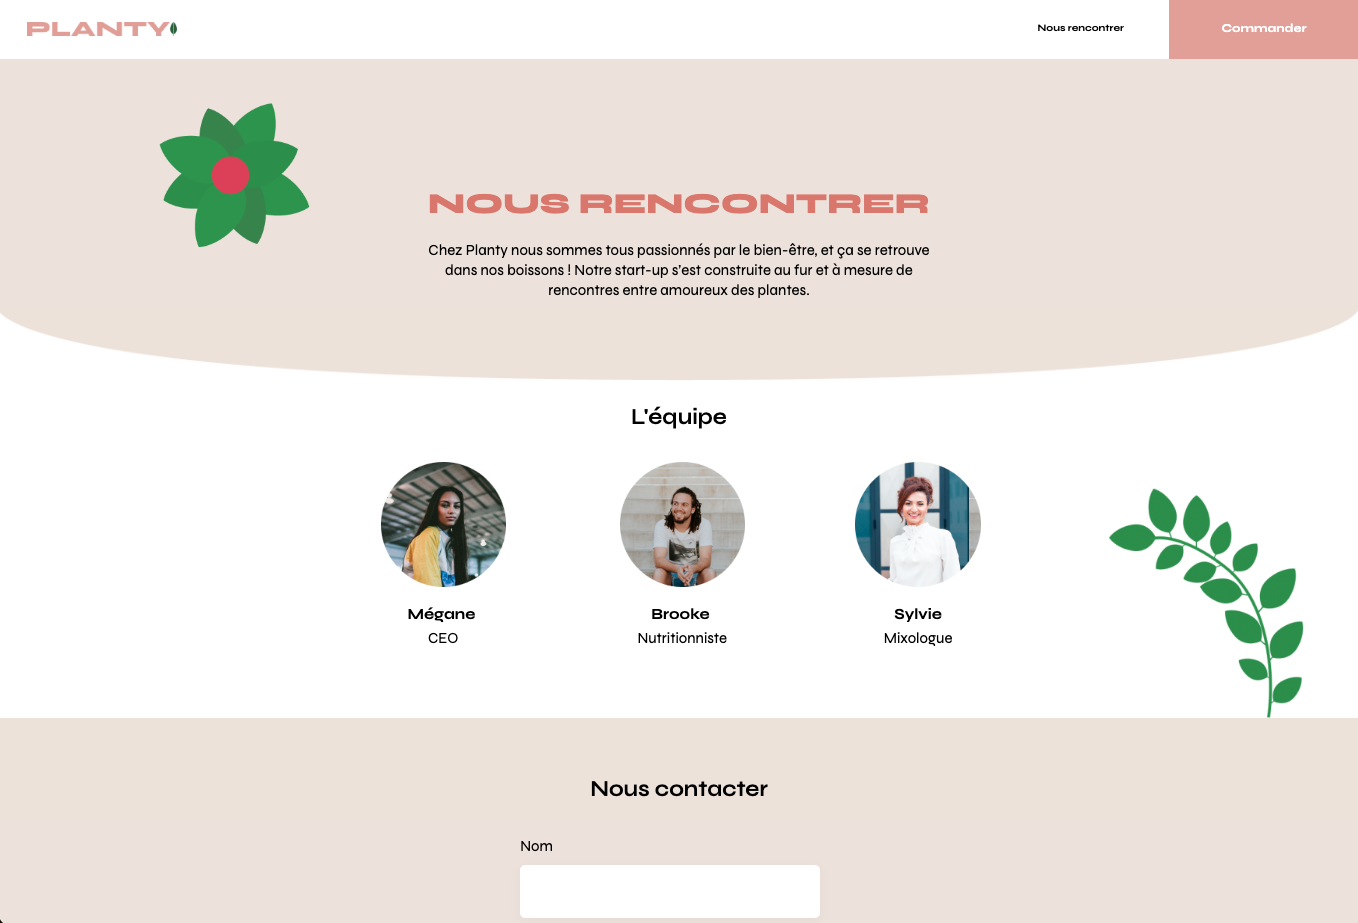 PLANTY
Nous rencontrer
Commander
NOUS RENCONTRER
Chez Planty nous sommes tous passionnés par le bien-être, et ça se retrouve
dans nos boissons ! Notre start-up s’est construite au fur et à mesure de
rencontres entre amoureux des plantes.
L'équipe
Mégane
CEO
Brooke
Nutritionniste
Sylvie
Mixologue
Nous contacter
Nom